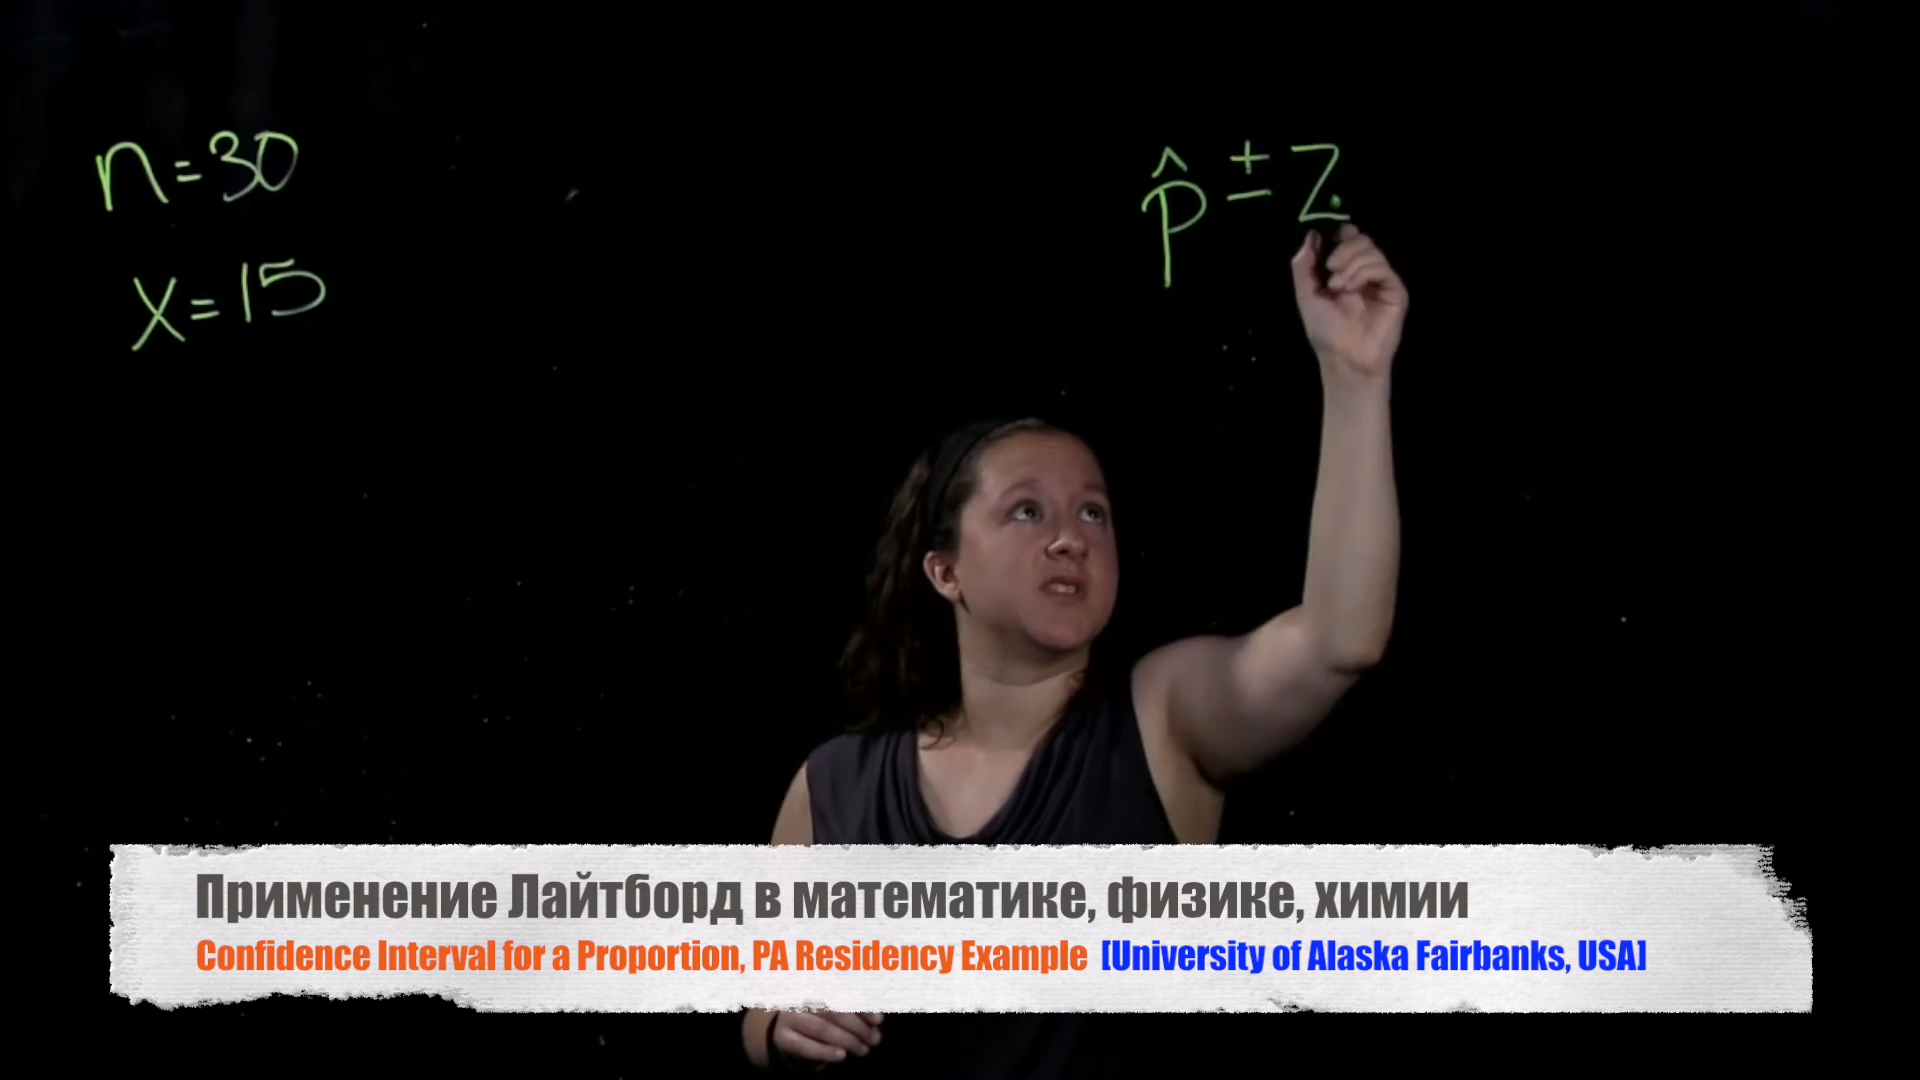 n=30
x=15
p̂ ± Z
Применение Лайтборд в математике, физике, химии
Confidence Interval for a Proportion, PA Residency Example [University of Alaska Fairbanks, USA]